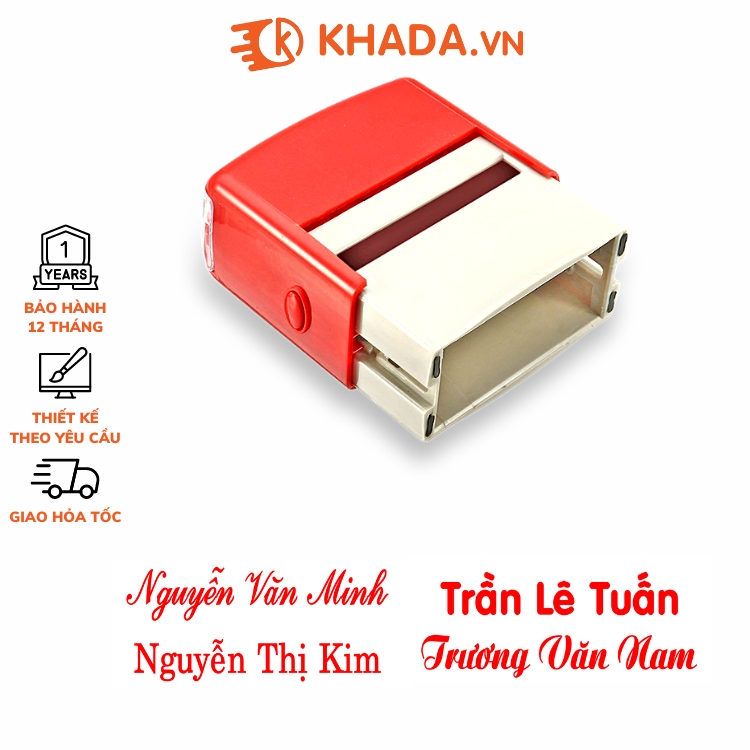 KHADA.vn
1
YEARS
BẢO HÀNH
12 THÁNG
THIẾT KẾ
THEO YÊU CẦU
GIAO HỎA TỐC
Nguyễn Văn Minh
Trần Lê Tuấn
Nguyễn Thị Kim
Trương Văn Nam